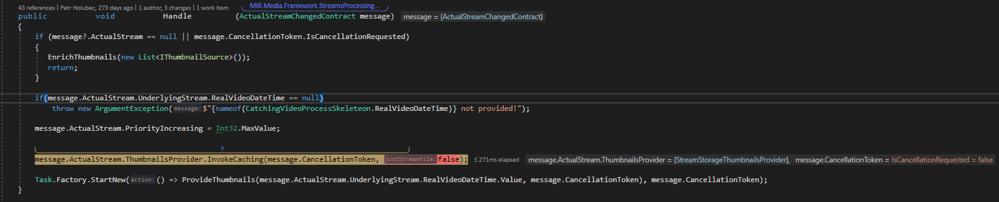 43 references | Petr Holubec, 273 days ago | 1 author, 3 changes | 1 work item MIR.Media.Framework.StreamsProcessing...
public void Handle (ActualStreamChangedContract message) message = {ActualStreamChangedContract}
{
if (message?.ActualStream == null || message.CancellationToken.IsCancellationRequested)
{
EnrichThumbnails(new List<IThumbnailSource>());
return;
}
if(message.ActualStream.UnderlyingStream.RealVideoDateTime == null)
throw new ArgumentException(message: $"{nameof(CatchingVideoProcessSkeleteon.RealVideoDateTime)} not provided!");
message.ActualStream.PriorityIncreasing = Int32.MaxValue;
?
message.ActualStream.ThumbnailsProvider.InvokeCaching(message.CancellationToken, justStreamFile: false); ≤ 271ms elapsed message.ActualStream.ThumbnailsProvider = {StreamStorageThumbnailsProvider}, message.CancellationToken = IsCancellationRequested = false
Task.Factory.StartNew(action: () => ProvideThumbnails(message.ActualStream.UnderlyingStream.RealVideoDateTime.Value, message.CancellationToken), message.CancellationToken);
}